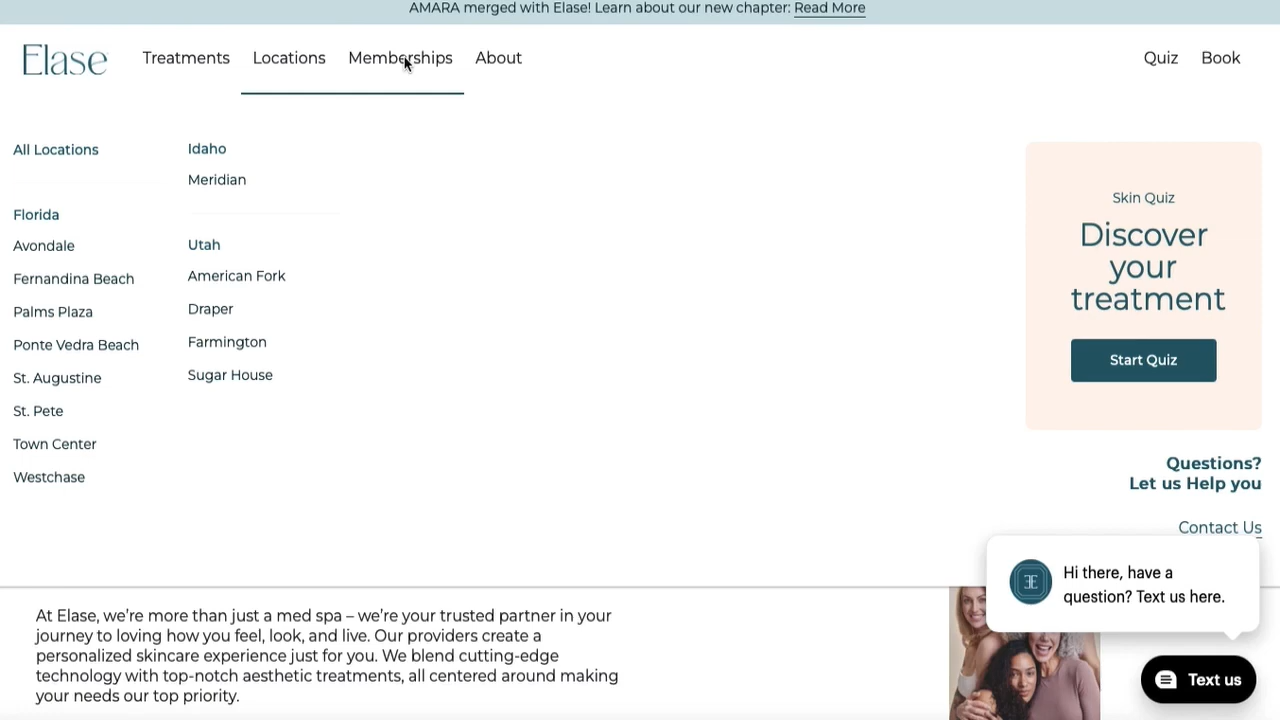 AMARA merged with Elase! Learn about our new chapter: Read More
Elase
Treatments
Locations
Memberships
About
Quiz
Book
All Locations
Florida
Avondale
Fernandina Beach
Palms Plaza
Ponte Vedra Beach
St. Augustine
St. Pete
Town Center
Westchase
Idaho
Meridian
Utah
American Fork
Draper
Farmington
Sugar House
Skin Quiz
Discover
your
treatment
Start Quiz
Questions?
Let us Help you
Contact Us
Hi there, have a
question? Text us here.
Text us
At Elase, we’re more than just a med spa – we’re your trusted partner in your
journey to loving how you feel, look, and live. Our providers create a
personalized skincare experience just for you. We blend cutting-edge
technology with top-notch aesthetic treatments, all centered around making
your needs our top priority.